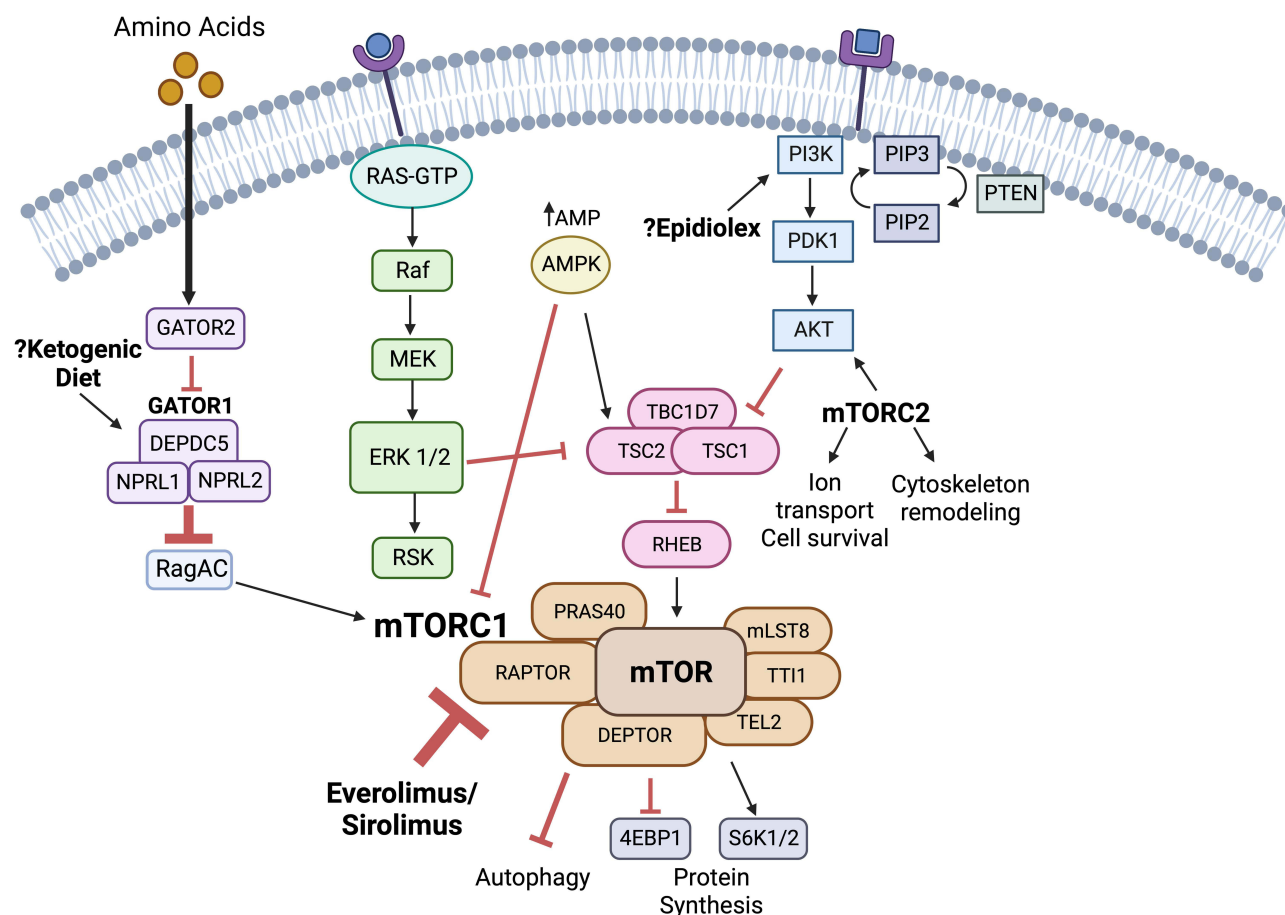 Amino Acids
RAS-GTP
PI3K
PIP3
PTEN
↑AMP
?Epidiolex
PIP2
PDK1
AMPK
Raf
GATOR2
AKT
?Ketogenic
Diet
MEK
GATOR1
TBC1D7
mTORC2
DEPDC5
ERK 1/2
TSC2
TSC1
NPRL1
NPRL2
Ion
transport
Cell survival
Cytoskeleton
remodeling
RHEB
RSK
RagAC
mTORC1
PRAS40
mLST8
RAPTOR
mTOR
TTI1
DEPTOR
TEL2
Everolimus/
Sirolimus
4EBP1
S6K1/2
Autophagy
Protein
Synthesis